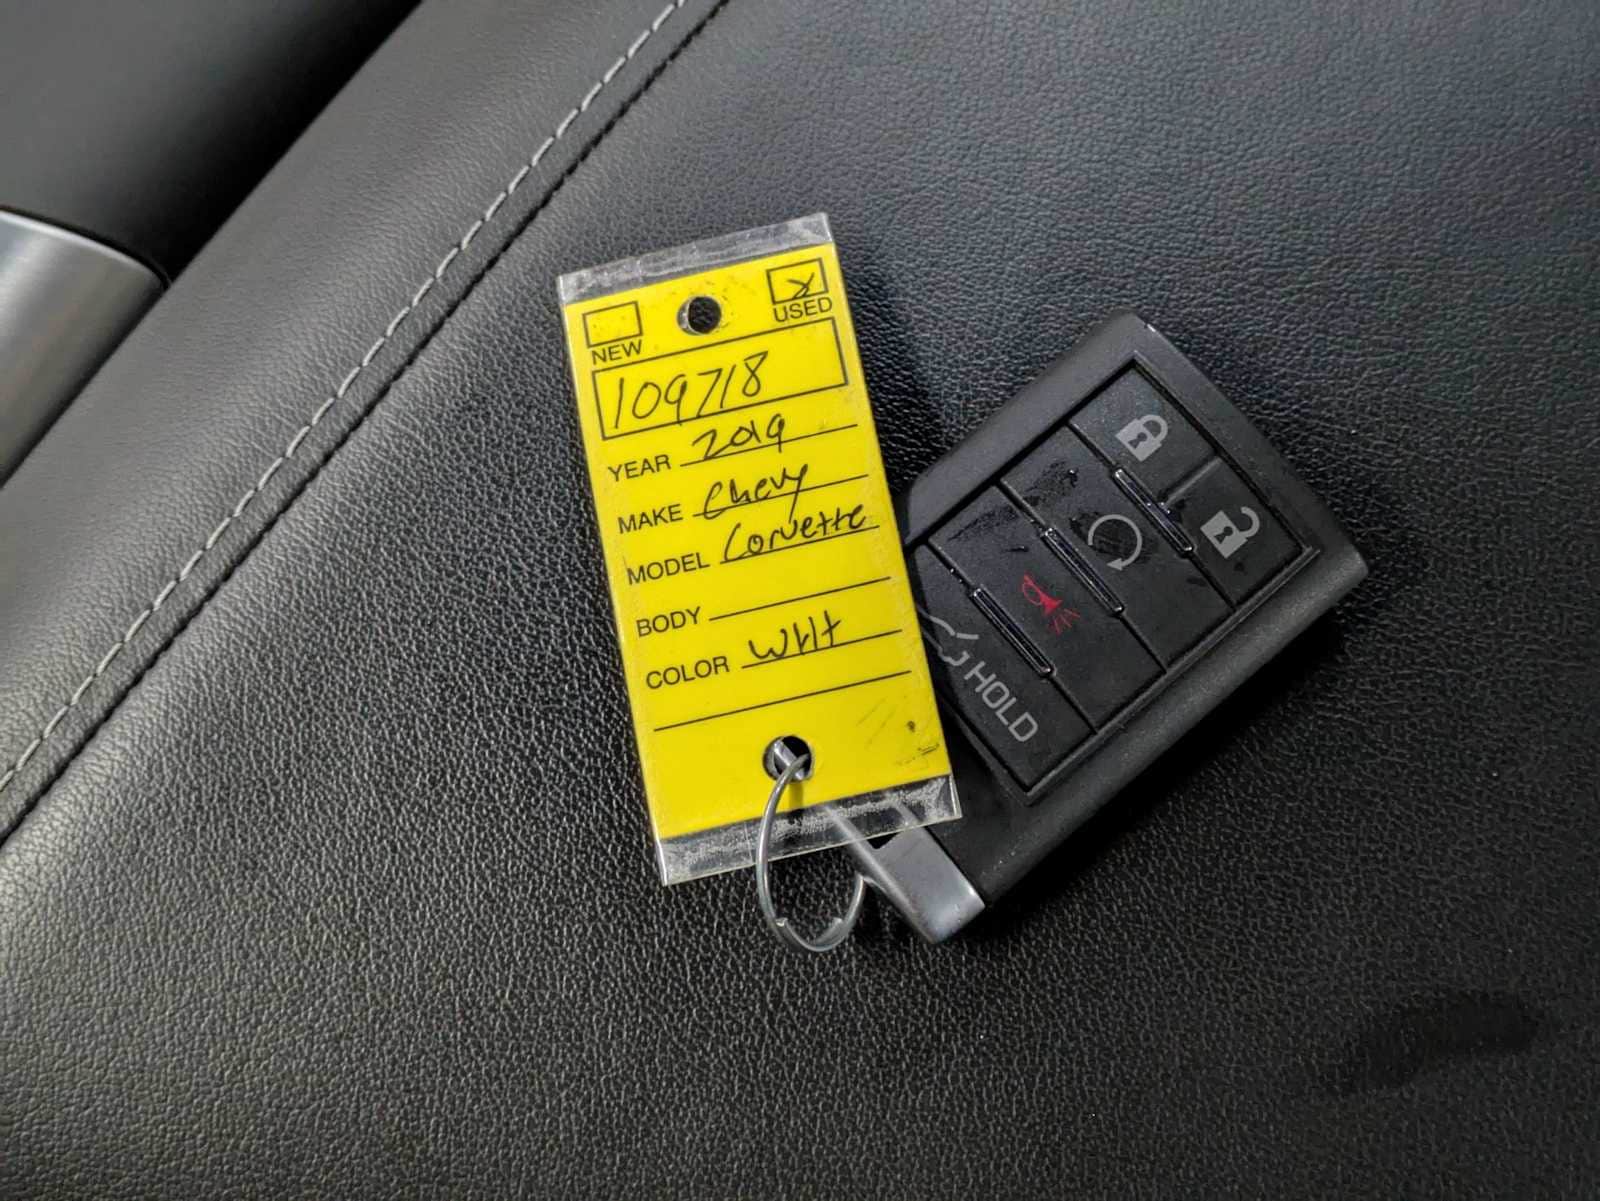 NEW USED
109718
YEAR 2019
MAKE Chevy
MODEL Corvette
BODY
COLOR WHt
HOLD